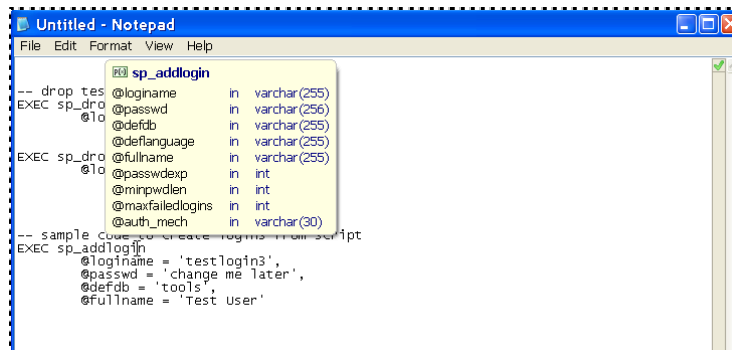 Untitled - Notepad
File Edit Format View Help
sp_addlogin
-- drop tes
EXEC sp_dro
@lo
EXEC sp_dro
@lo
@loginame in varchar(255)
@passwd in varchar(256)
@defdb in varchar(255)
@deflanguage in varchar(255)
@fullname in varchar(255)
@passwdexp in int
@minpwdlen in int
@maxfailedlogins in int
@auth_mech in varchar(30)
-- sample code to create logins from script
EXEC sp_addlogin
@loginame = 'testlogin3',
@passwd = 'change me later',
@defdb = 'tools',
@fullname = 'Test User'